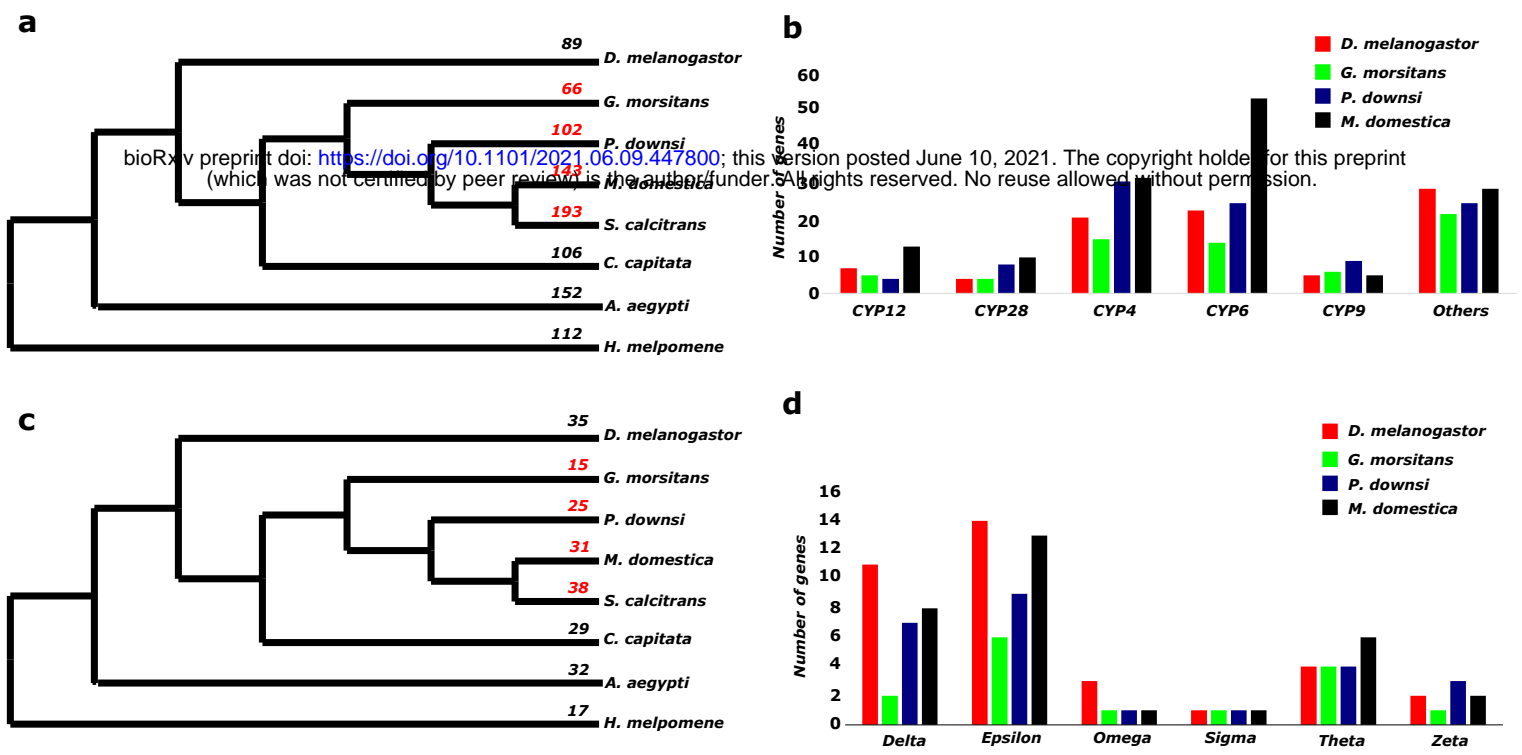 a
89
D. melanogastor
66
G. morsitans
102
P. downsi
143
M. domestica
193
S. calcitrans
106
C. capitata
152
A. aegypti
112
H. melpomene
b
D. melanogastor
G. morsitans
P. downsi
M. domestica
Number of genes
60
50
40
30
20
10
0
CYP12 CYP28 CYP4 CYP6 CYP9 Others
bioRxiv preprint doi: https://doi.org/10.1101/2021.06.09.447800; this version posted June 10, 2021. The copyright holder for this preprint
(which was not certified by peer review) is the author/funder. All rights reserved. No reuse allowed without permission.
c
35
D. melanogastor
15
G. morsitans
25
P. downsi
31
M. domestica
38
S. calcitrans
29
C. capitata
32
A. aegypti
17
H. melpomene
d
D. melanogastor
G. morsitans
P. downsi
M. domestica
Number of genes
16
14
12
10
8
6
4
2
0
Delta Epsilon Omega Sigma Theta Zeta